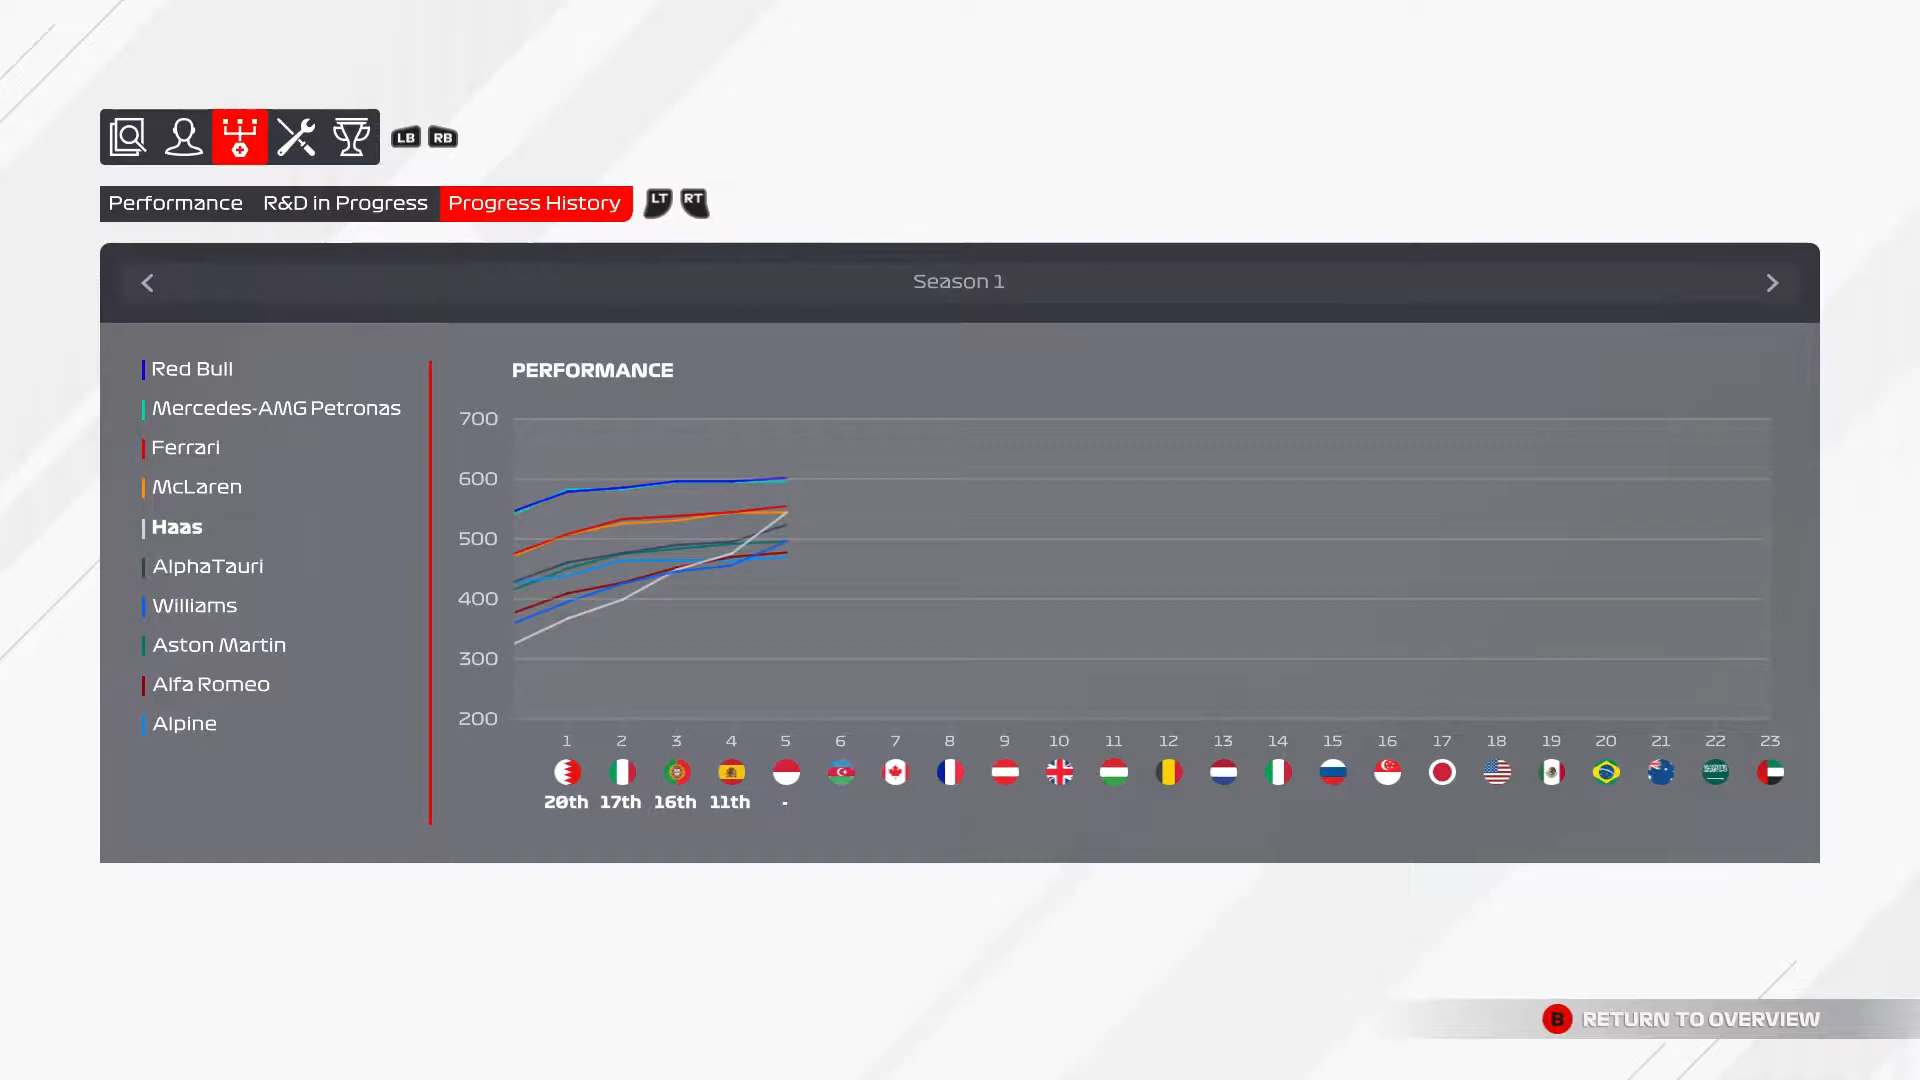 LB RB
Performance R&D in Progress Progress History LT RT
Season 1
Red Bull
Mercedes-AMG Petronas
Ferrari
McLaren
Haas
AlphaTauri
Williams
Aston Martin
Alfa Romeo
Alpine
PERFORMANCE
700
600
500
400
300
200
1 2 3 4 5 6 7 8 9 10 11 12 13 14 15 16 17 18 19 20 21 22 23
20th 17th 16th 11th -
B RETURN TO OVERVIEW